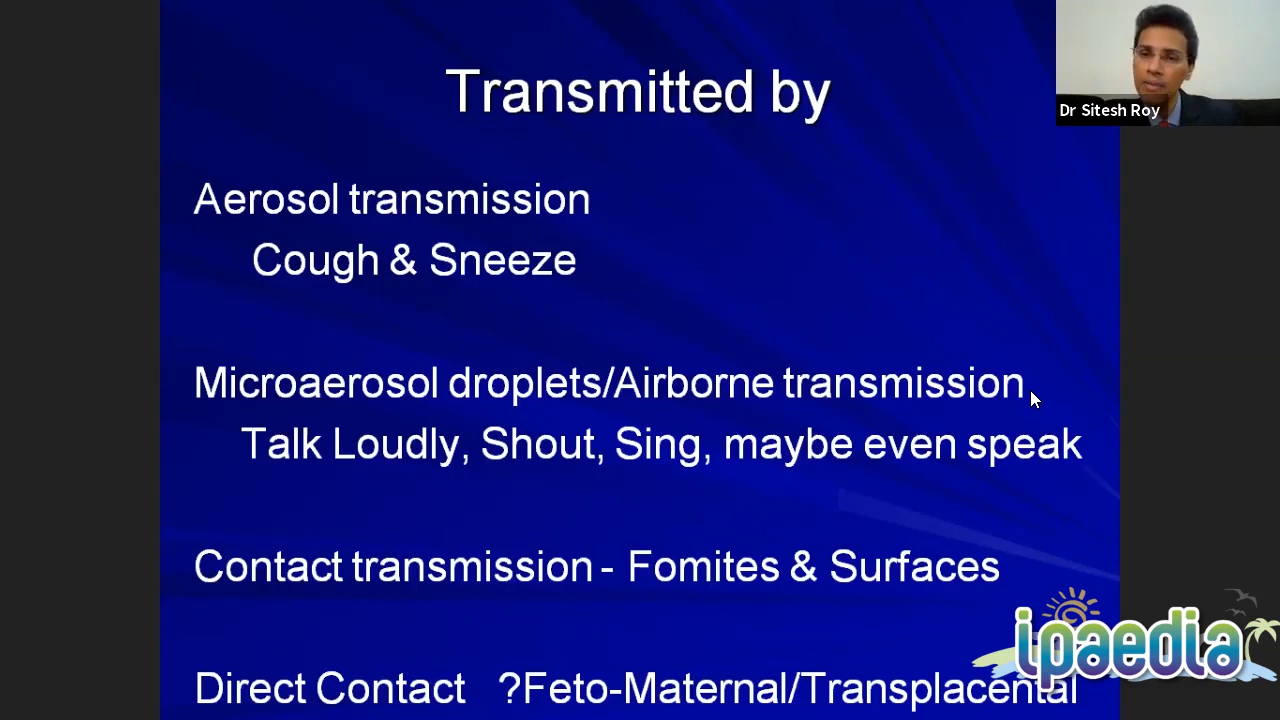 Transmitted by
Dr Sitesh Roy
Aerosol transmission
Cough & Sneeze
Microaerosol droplets/Airborne transmission
Talk Loudly, Shout, Sing, maybe even speak
Contact transmission - Fomites & Surfaces
ipaedia
Direct Contact ?Feto-Maternal/Transplacental